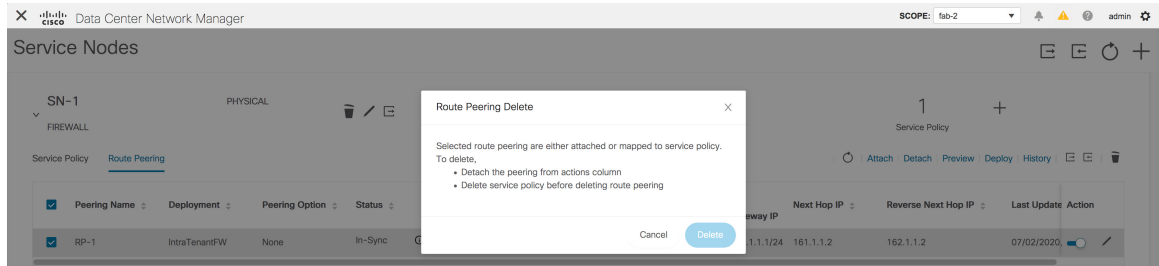 cisco Data Center Network Manager
SCOPE: fab-2 admin
Service Nodes
SN-1 PHYSICAL
FIREWALL
1
Service Policy
Service Policy Route Peering
Attach Detach Preview Deploy History
Route Peering Delete
Selected route peering are either attached or mapped to service policy.
To delete,
• Detach the peering from actions column
• Delete service policy before deleting route peering
Cancel Delete
Peering Name Deployment Peering Option Status eway IP Next Hop IP Reverse Next Hop IP Last Update Action
RP-1 IntraTenantFW None In-Sync .1.1.1/24 161.1.1.2 162.1.1.2 07/02/2020,